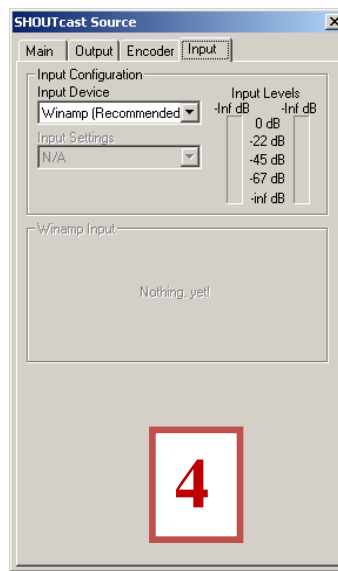 SHOUTcast Source
Main Output Encoder Input
Input Configuration
Input Device
Winamp (Recommended
Input Settings
N/A
Input Levels
-Inf dB -Inf dB
0 dB
-22 dB
-45 dB
-67 dB
-inf dB
Winamp Input
Nothing, yet!
4